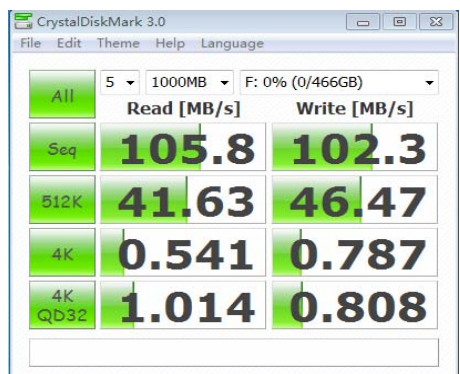 CrystalDiskMark 3.0
File Edit Theme Help Language
All 5 1000MB F: 0% (0/466GB)
Read [MB/s] Write [MB/s]
Seq 105.8 102.3
512K 41.63 46.47
4K 0.541 0.787
4K QD32 1.014 0.808